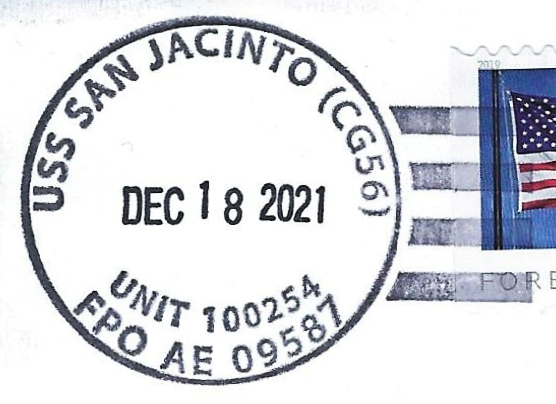 USS SAN JACINTO (CG56)
DEC 18 2021
UNIT 100254
FPO AE 09587
2019
FORE